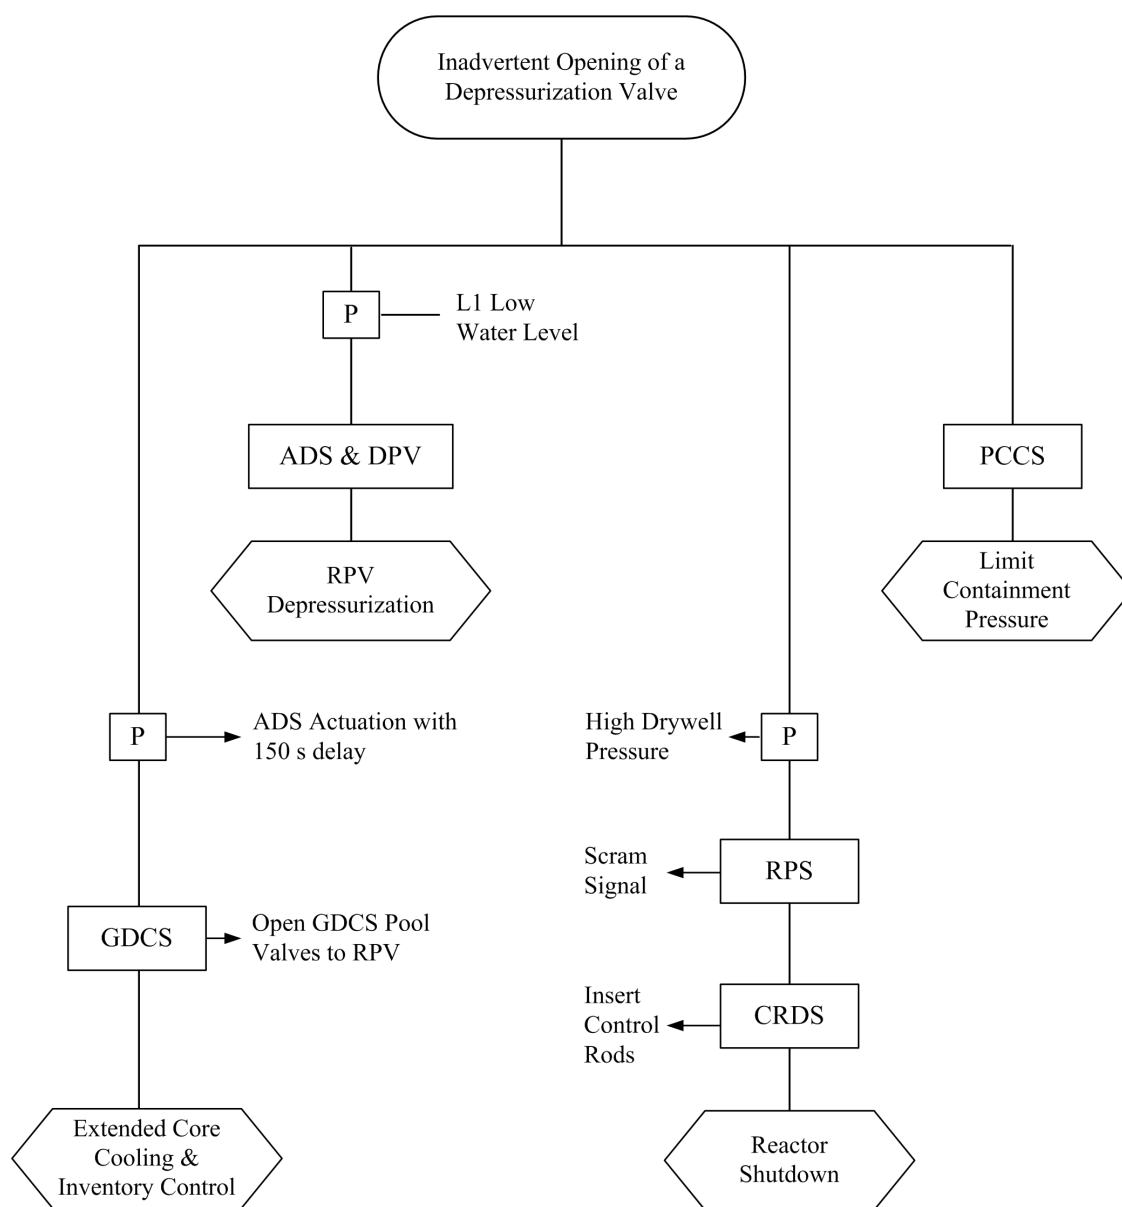 Inadvertent Opening of a
Depressurization Valve
P
L1 Low
Water Level
ADS & DPV
PCCS
RPV
Depressurization
Limit
Containment
Pressure
P
ADS Actuation with
150 s delay
High Drywell
Pressure
P
Scram
Signal
RPS
GDCS
Open GDCS Pool
Valves to RPV
Insert
Control
Rods
CRDS
Extended Core
Cooling &
Inventory Control
Reactor
Shutdown